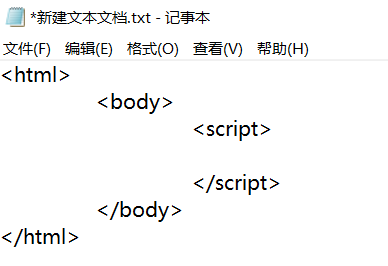 *新建文本文档.txt - 记事本
文件(F) 编辑(E) 格式(O) 查看(V) 帮助(H)
<html>
<body>
<script>
</script>
</body>
</html>